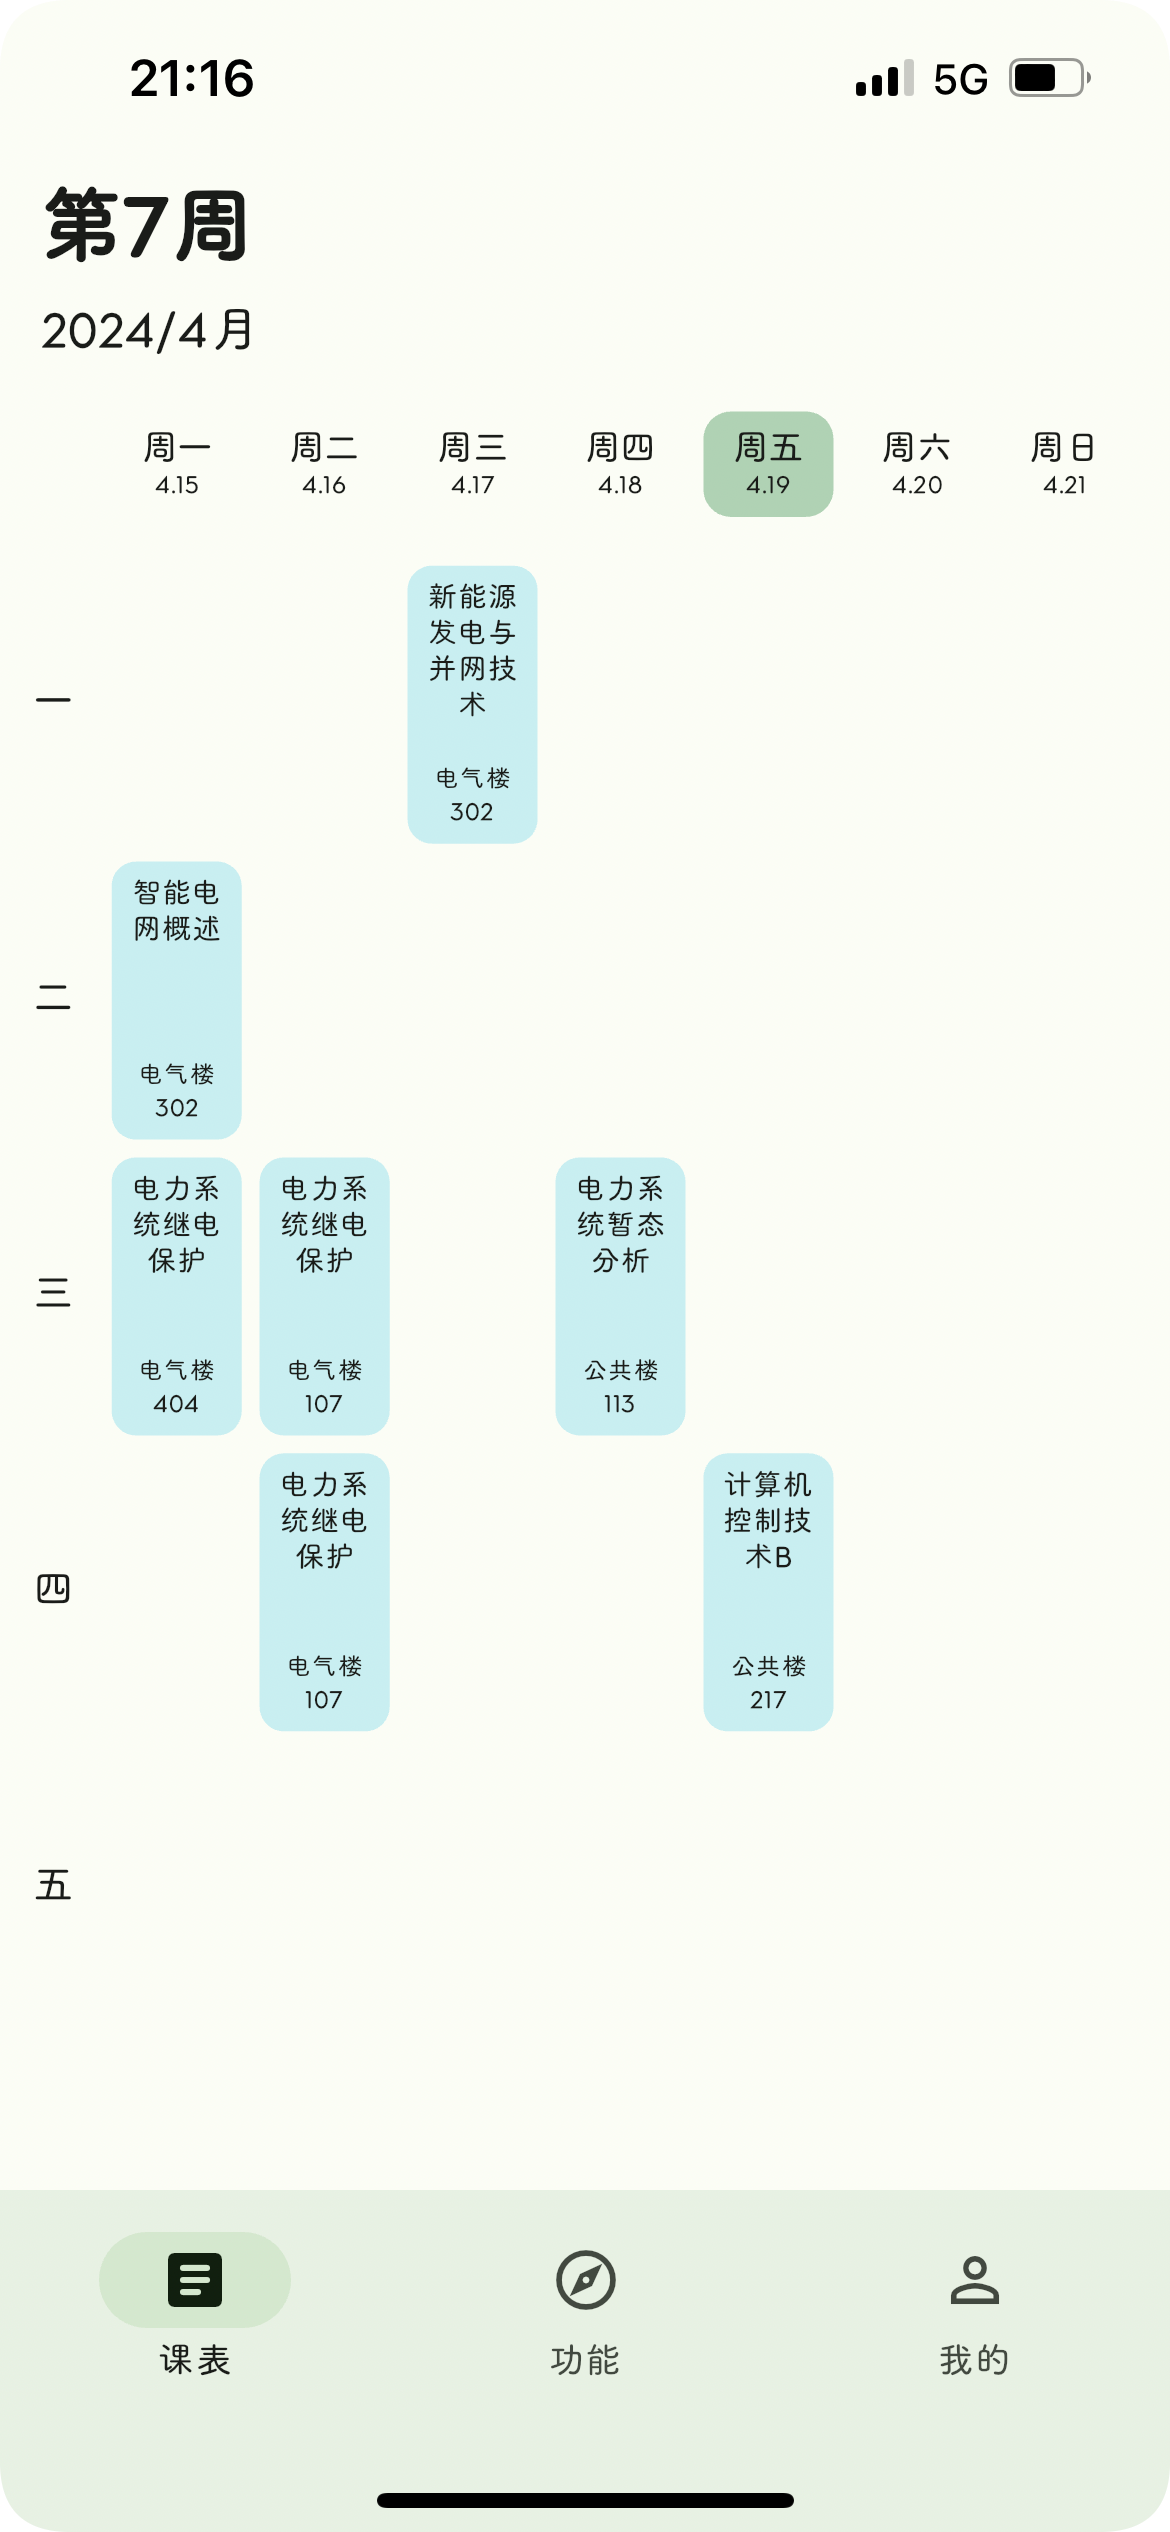 21:16
5G
第7周
2024/4月
周一
4.15
周二
4.16
周三
4.17
周四
4.18
周五
4.19
周六
4.20
周日
4.21
一
新能源
发电与
并网技
术
电气楼
302
二
智能电
网概述
电气楼
302
三
电力系
统继电
保护
电气楼
404
电力系
统继电
保护
电气楼
107
电力系
统暂态
分析
公共楼
113
四
电力系
统继电
保护
电气楼
107
计算机
控制技
术B
公共楼
217
五
课表
功能
我的